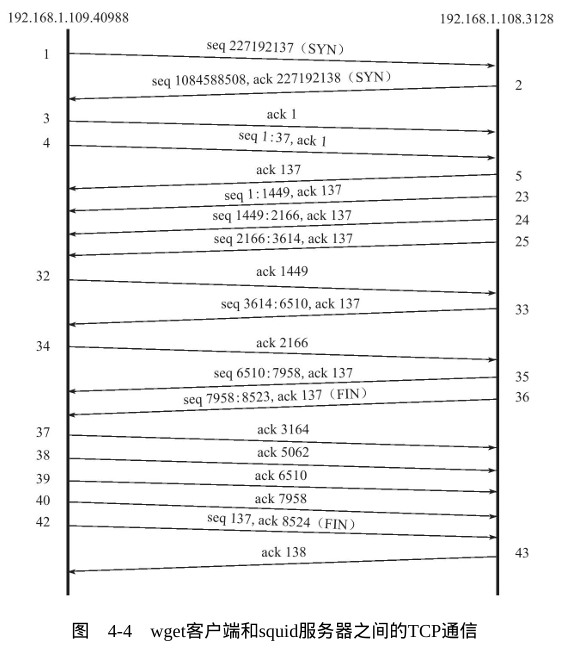 192.168.1.109.40988 192.168.1.108.3128
1 seq 227192137（SYN）
seq 1084588508, ack 227192138（SYN） 2
3 ack 1
4 seq 1:37, ack 1
ack 137 5
seq 1:1449, ack 137 23
seq 1449:2166, ack 137 24
seq 2166:3614, ack 137 25
32 ack 1449
seq 3614:6510, ack 137 33
34 ack 2166
seq 6510:7958, ack 137 35
seq 7958:8523, ack 137（FIN） 36
37 ack 3164
38 ack 5062
39 ack 6510
40 ack 7958
42 seq 137, ack 8524（FIN）
ack 138 43
图 4-4 wget客户端和squid服务器之间的TCP通信